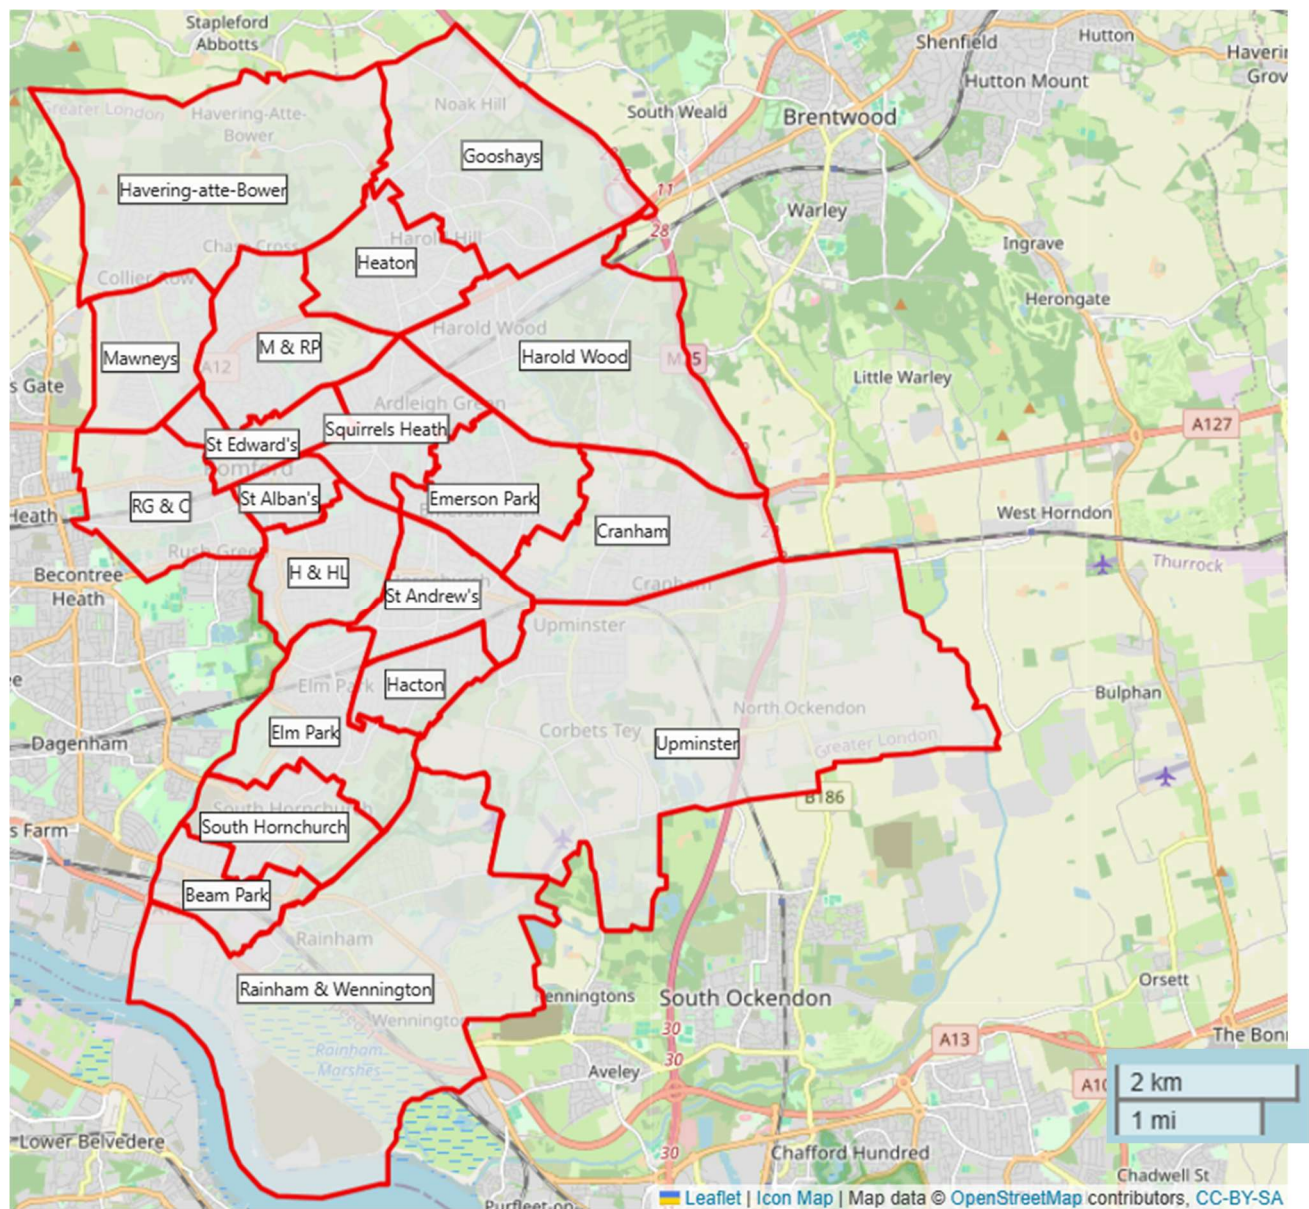 Stapleford
Abbotts
Shenfield
Hutton
Hutton Mount
Greater London
Havering-Atte-
Bower
Noak Hill
South Weald
Brentwood
Gooshays
Havering-atte-Bower
11
28
Warley
Chase Cross
Harold Hill
Ingrave
Heaton
Collier Row
Herongate
Harold Wood
M & RP
Harold Wood
M25
Mawneys
A12
s Gate
Little Warley
Ardleigh Green
A127
Squirrels Heath
St Edward's
Romford
RG & C
St Alban's
Emerson Park
Heath
West Horndon
Cranham
Rush Green
Thurrock
H & HL
Becontree
Heath
Hornchurch
Cranham
St Andrew's
Upminster
Elm Park
Hacton
Bulphan
North Ockendon
Elm Park
Corbets Tey
Dagenham
Upminster
Greater London
B186
South Hornchurch
South Hornchurch
s Farm
Beam Park
Rainham
Orsett
Rainham & Wennington
ennington​s
South Ockendon
Wennington
30
A13
Rainham
Marshes
30
Aveley
2 km
1 mi
Lower Belvedere
30
Chafford Hundred
Chadwell St
Leaflet | Icon Map | Map data © OpenStreetMap contributors, CC-BY-SA